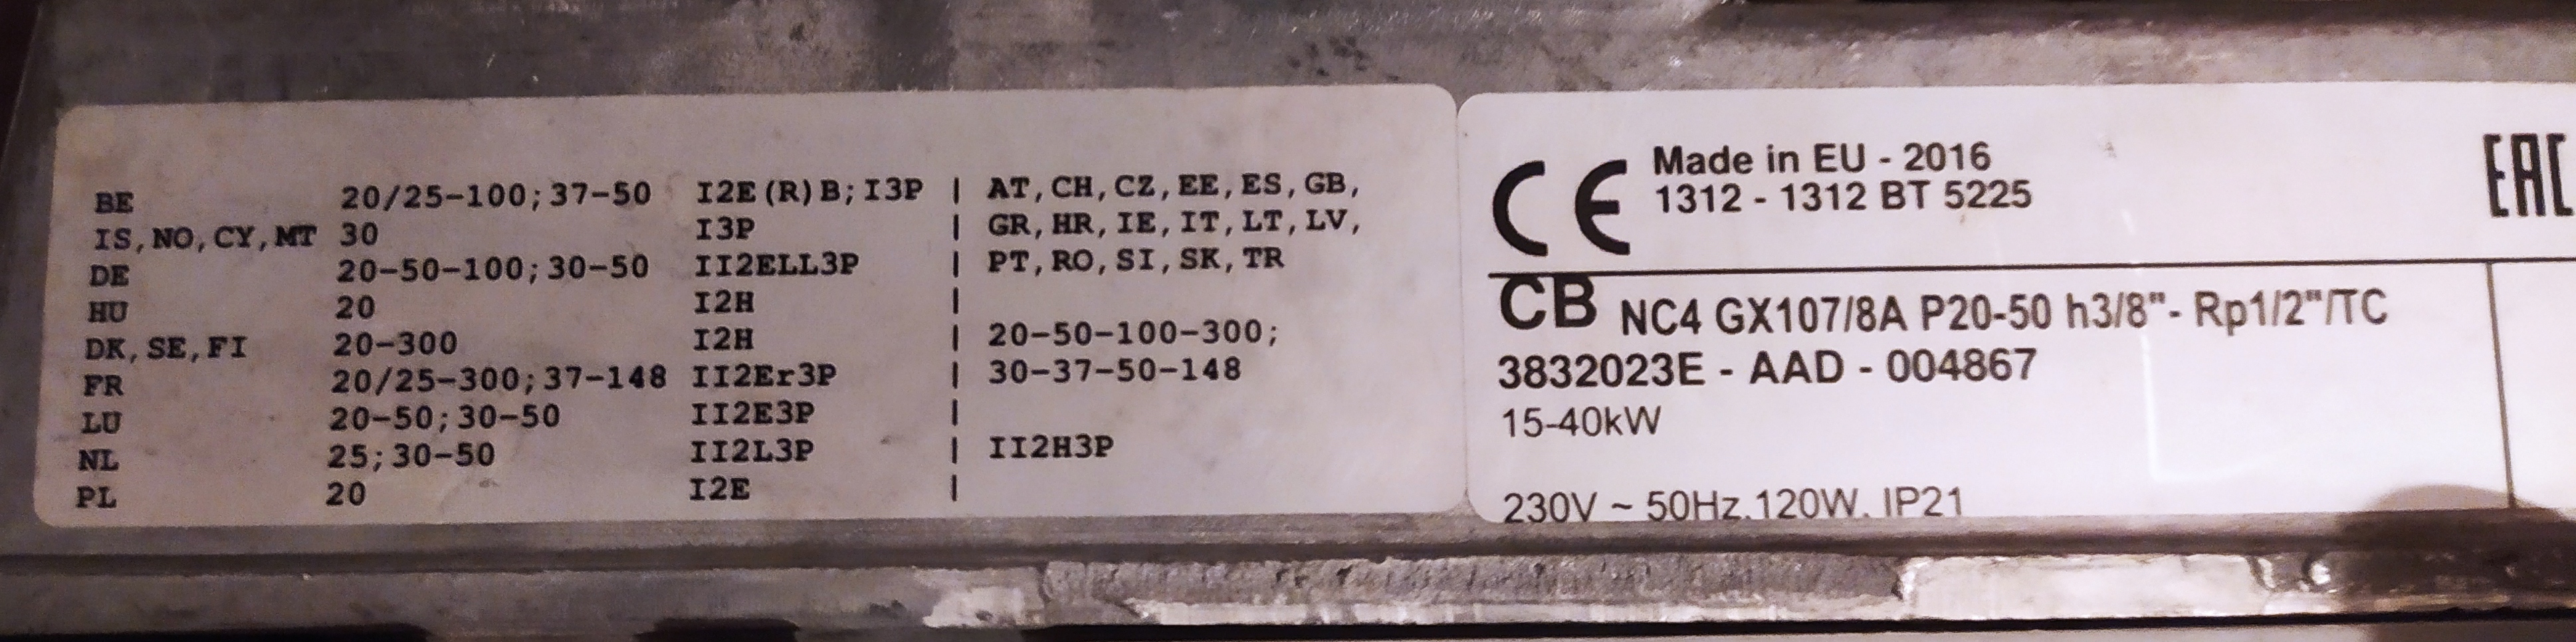 BE 20/25-100;37-50 I2E(R)B;I3P | AT,CH,CZ,EE,ES,GB,
IS,NO,CY,MT 30 I3P | GR,HR,IE,IT,LT,LV,
DE 20-50-100;30-50 II2ELL3P | PT,RO,SI,SK,TR
HU 20 I2H |
DK,SE,FI 20-300 I2H | 20-50-100-300;
FR 20/25-300;37-148 II2Er3P | 30-37-50-148
LU 20-50;30-50 II2E3P |
NL 25;30-50 II2L3P | II2H3P
PL 20 I2E |
CE Made in EU - 2016
1312 - 1312 BT 5225
EAC
CB NC4 GX107/8A P20-50 h3/8"- Rp1/2"/TC
3832023E - AAD - 004867
15-40kW
230V ~ 50Hz.120W. IP21